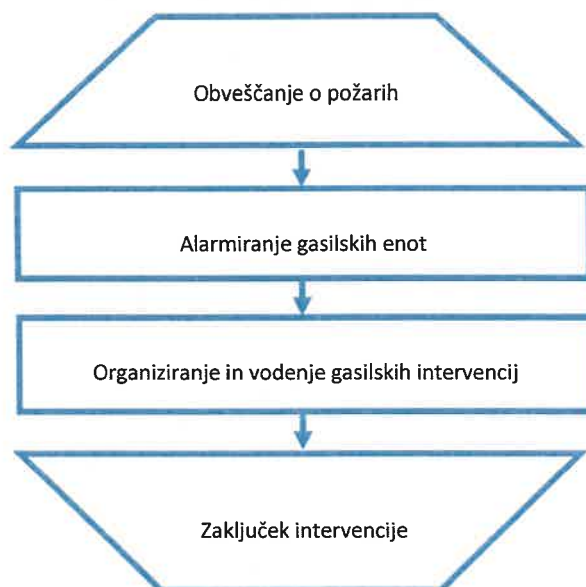 Obveščanje o požarih
Alarmiranje gasilskih enot
Organiziranje in vodenje gasilskih intervencij
Zaključek intervencije